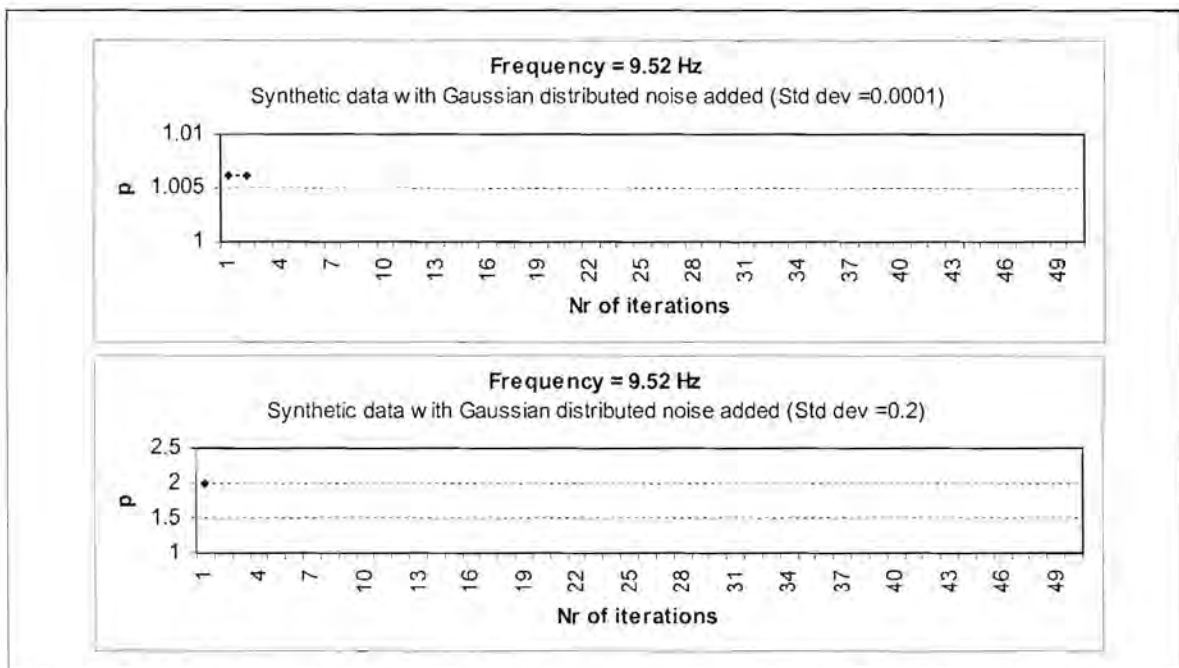 Frequency = 9.52 Hz
Synthetic data with Gaussian distributed noise added (Std dev =0.0001)
1.01
1.005
1
p
1 4 7 10 13 16 19 22 25 28 31 34 37 40 43 46 49
Nr of iterations
Frequency = 9.52 Hz
Synthetic data with Gaussian distributed noise added (Std dev =0.2)
2.5
2
1.5
1
p
1 4 7 10 13 16 19 22 25 28 31 34 37 40 43 46 49
Nr of iterations